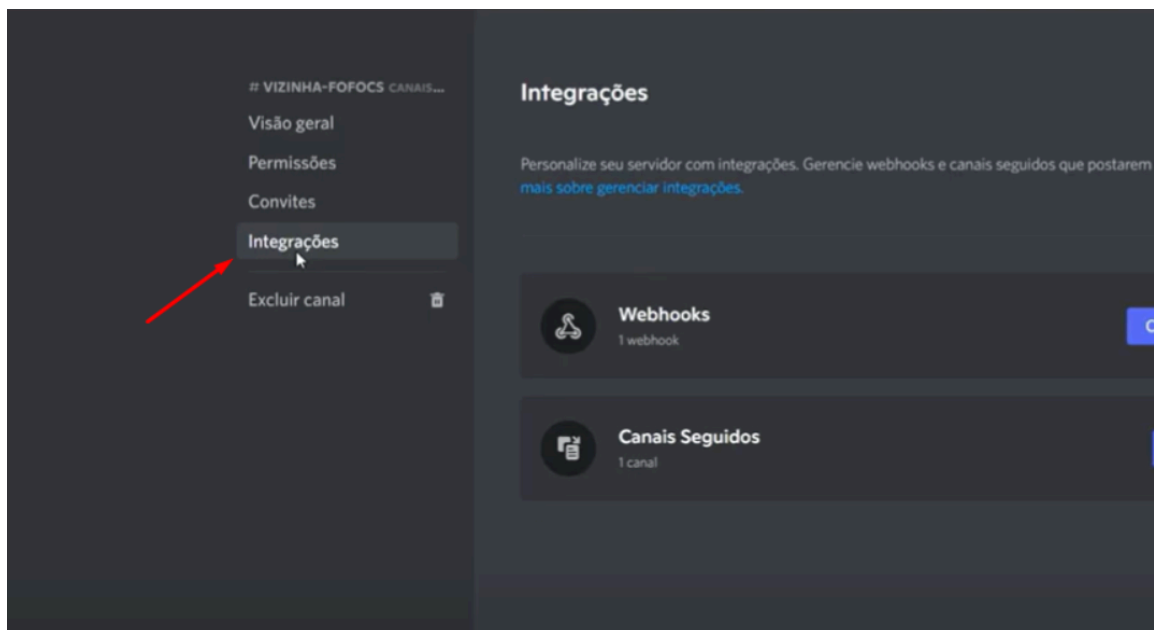 # VIZINHA-FOFOCS CANAIS...
Visão geral
Permissões
Convites
Integrações
Excluir canal
Integrações
Personalize seu servidor com integrações. Gerencie webhooks e canais seguidos que postarem
mais sobre gerenciar integrações.
Webhooks
1 webhook
Canais Seguidos
1 canal